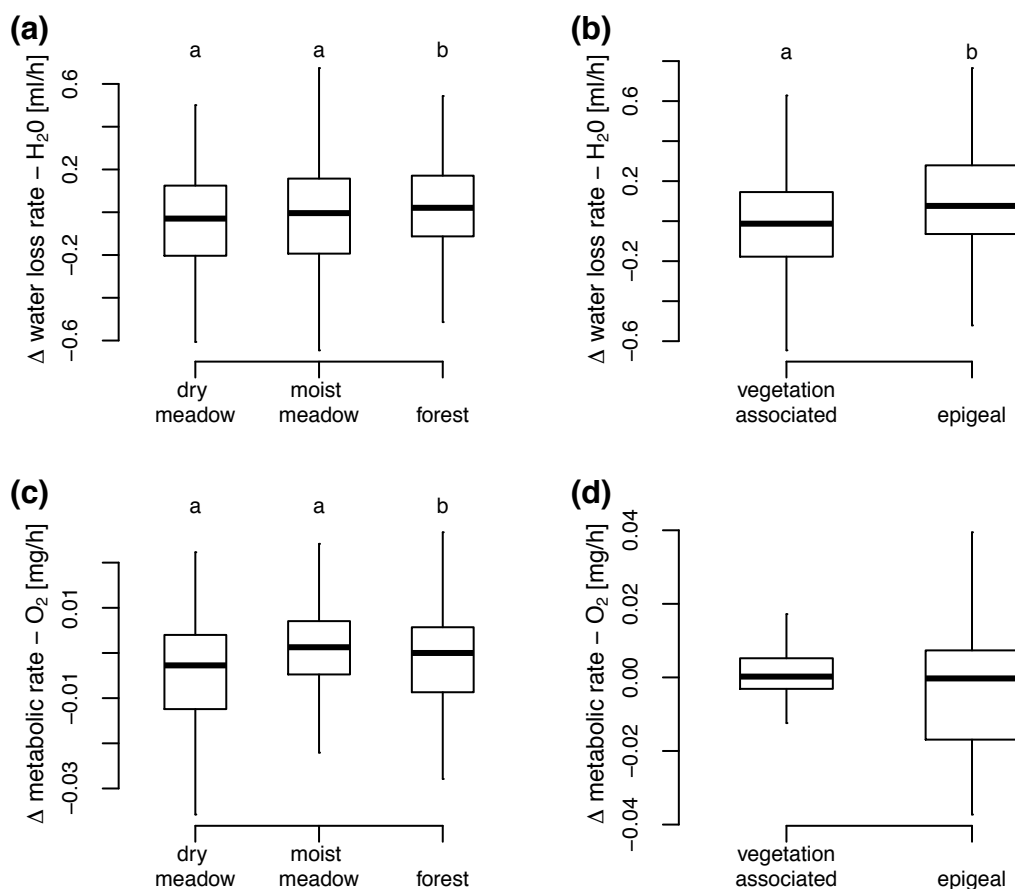 (a)
a a b
Δ water loss rate − H₂0 [ml/h]
0.6
0.2
−0.2
−0.6
dry
meadow
moist
meadow
forest
(b)
a b
Δ water loss rate − H₂0 [ml/h]
0.6
0.2
−0.2
−0.6
vegetation
associated
epigeal
(c)
a a b
Δ metabolic rate − O₂ [mg/h]
0.01
−0.01
−0.03
dry
meadow
moist
meadow
forest
(d)
Δ metabolic rate − O₂ [mg/h]
0.04
0.02
0.00
−0.02
−0.04
vegetation
associated
epigeal